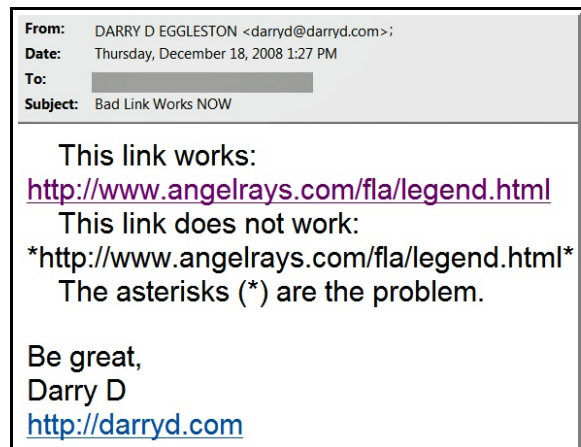 From: DARRY D EGGLESTON <darryd@darryd.com>;
Date: Thursday, December 18, 2008 1:27 PM
To:
Subject: Bad Link Works NOW
This link works:
http://www.angelrays.com/fla/legend.html
This link does not work:
*http://www.angelrays.com/fla/legend.html*
The asterisks (*) are the problem.
Be great,
Darry D
http://darryd.com